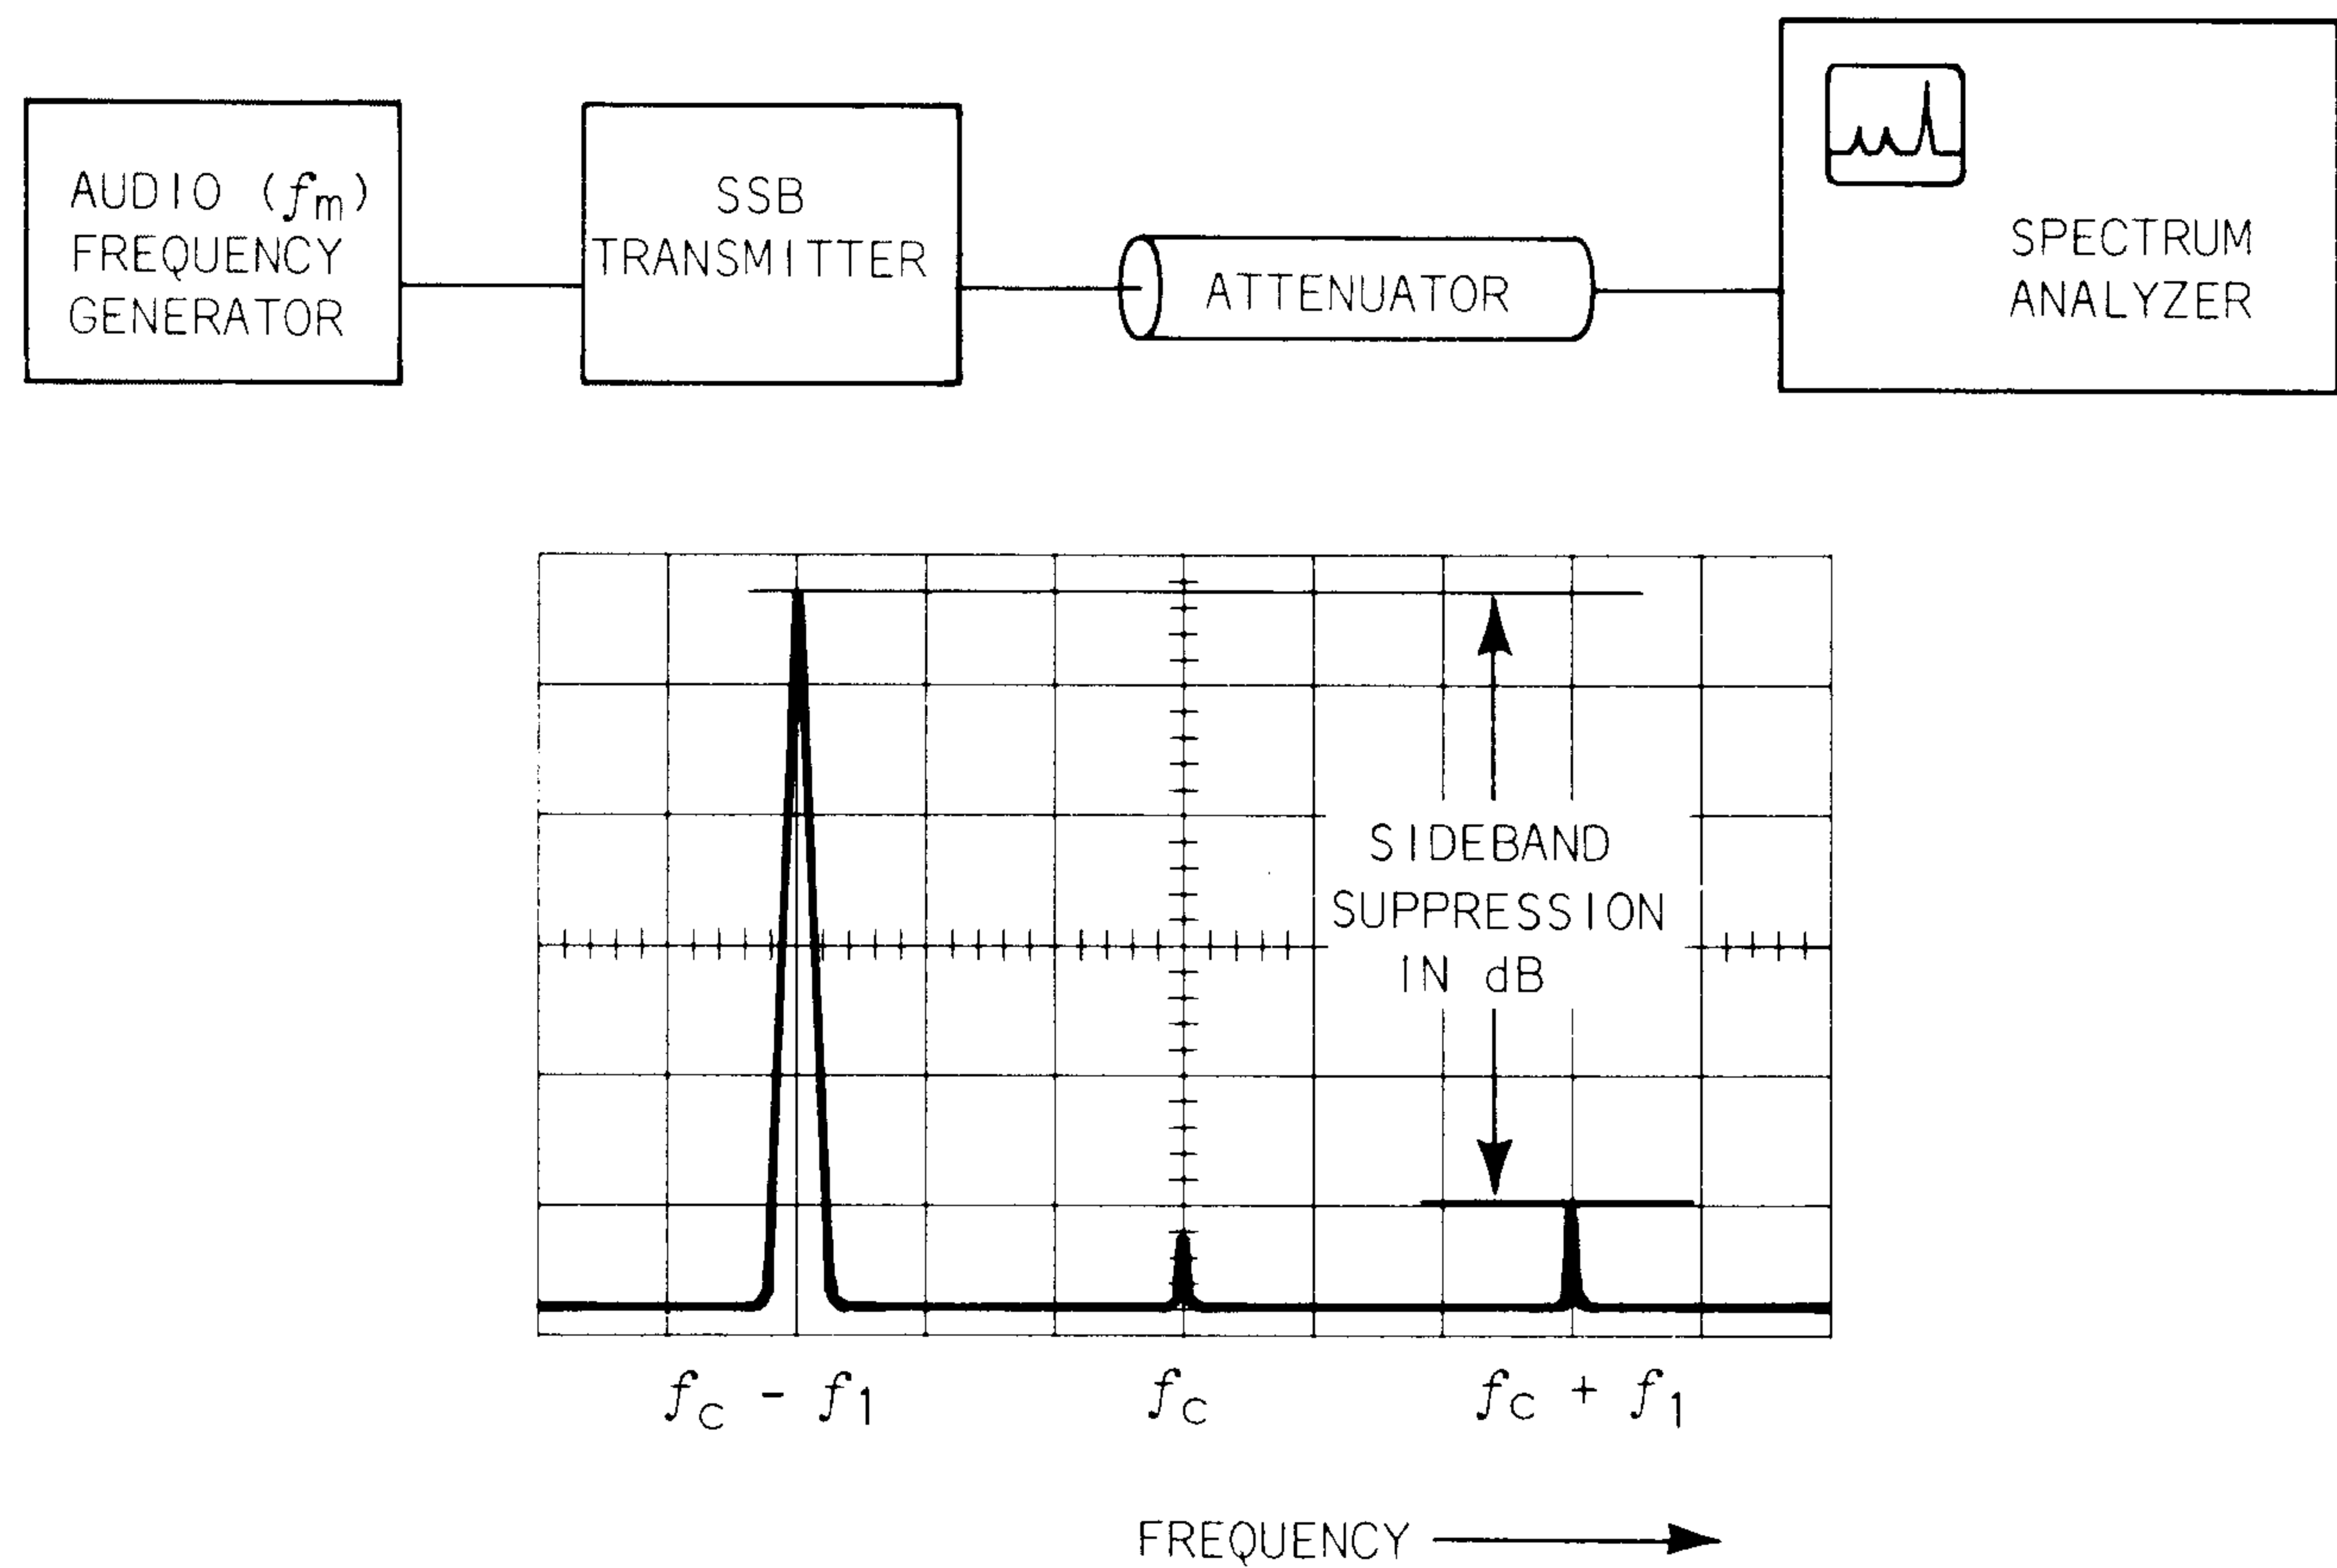 AUDIO (fm)
FREQUENCY
GENERATOR
SSB
TRANSMITTER
ATTENUATOR
SPECTRUM
ANALYZER
SIDEBAND
SUPPRESSION
IN dB
fc - f1
fc
fc + f1
FREQUENCY